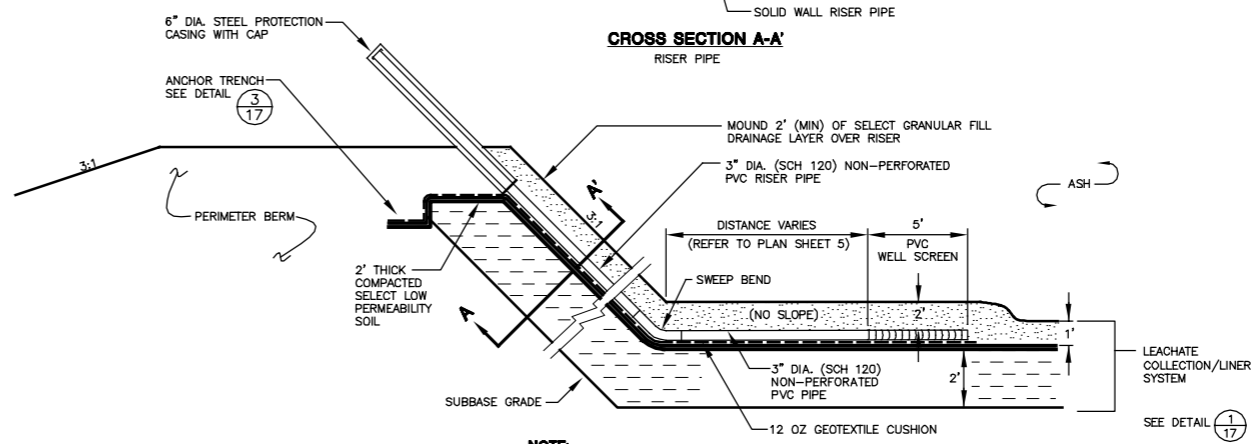 SOLID WALL RISER PIPE
CROSS SECTION A-A'
RISER PIPE
6" DIA. STEEL PROTECTION
CASING WITH CAP
ANCHOR TRENCH
SEE DETAIL
3
17
MOUND 2' (MIN) OF SELECT GRANULAR FILL
DRAINAGE LAYER OVER RISER
3" DIA. (SCH 120) NON-PERFORATED
PVC RISER PIPE
ASH
3:1
PERIMETER BERM
A'
3:1
DISTANCE VARIES
(REFER TO PLAN SHEET 5)
5'
PVC
WELL SCREEN
2' THICK
COMPACTED
SELECT LOW
PERMEABILITY
SOIL
A
SWEEP BEND
(NO SLOPE)
2'
1'
3" DIA. (SCH 120)
NON-PERFORATED
PVC PIPE
2'
LEACHATE
COLLECTION/LINER
SYSTEM
SUBBASE GRADE
12 OZ GEOTEXTILE CUSHION
SEE DETAIL
1
17
NOTE: